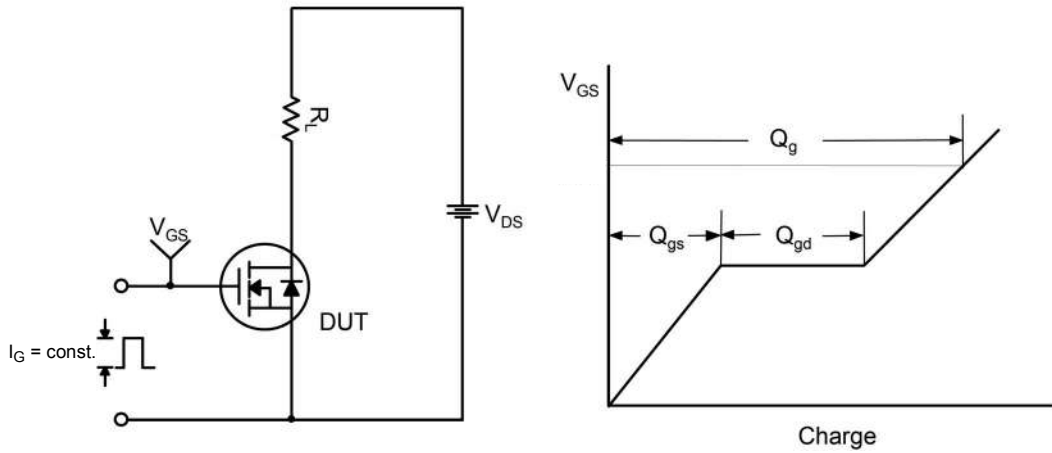 R_L
V_GS
V_DS
DUT
I_G = const.
V_GS
Q_g
Q_gs
Q_gd
Charge